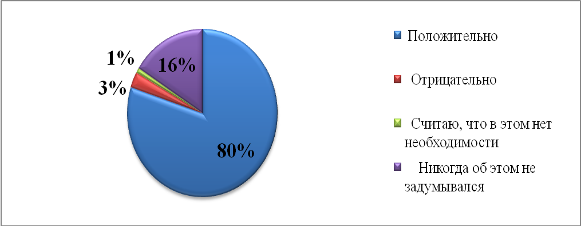 1%
16%
3%
80%
Положительно
Отрицательно
Считаю, что в этом нет
необходимости
Никогда об этом не
задумывался